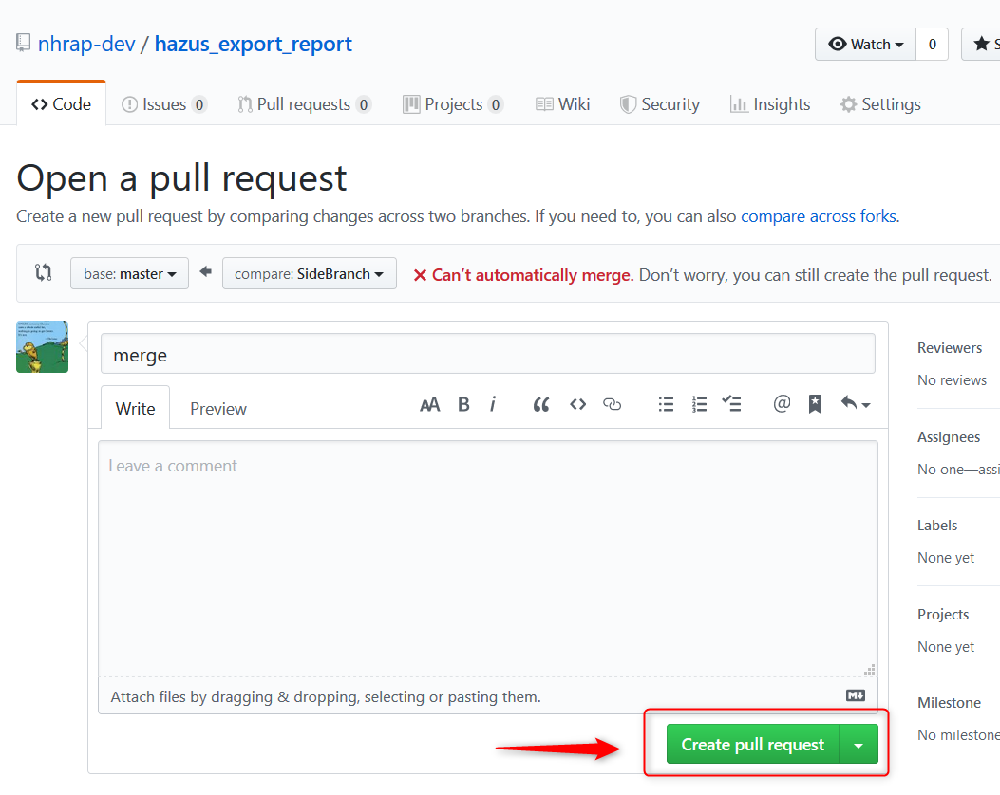 nhrap-dev / hazus_export_report
Watch 0 S
Code Issues 0 Pull requests 0 Projects 0 Wiki Security Insights Settings
Open a pull request
Create a new pull request by comparing changes across two branches. If you need to, you can also compare across forks.
base: master compare: SideBranch Can’t automatically merge. Don’t worry, you can still create the pull request.
merge
Write Preview AA B i @
Leave a comment
Attach files by dragging & dropping, selecting or pasting them.
Create pull request
Reviewers
No reviews
Assignees
No one—assi
Labels
None yet
Projects
None yet
Milestone
No milestone